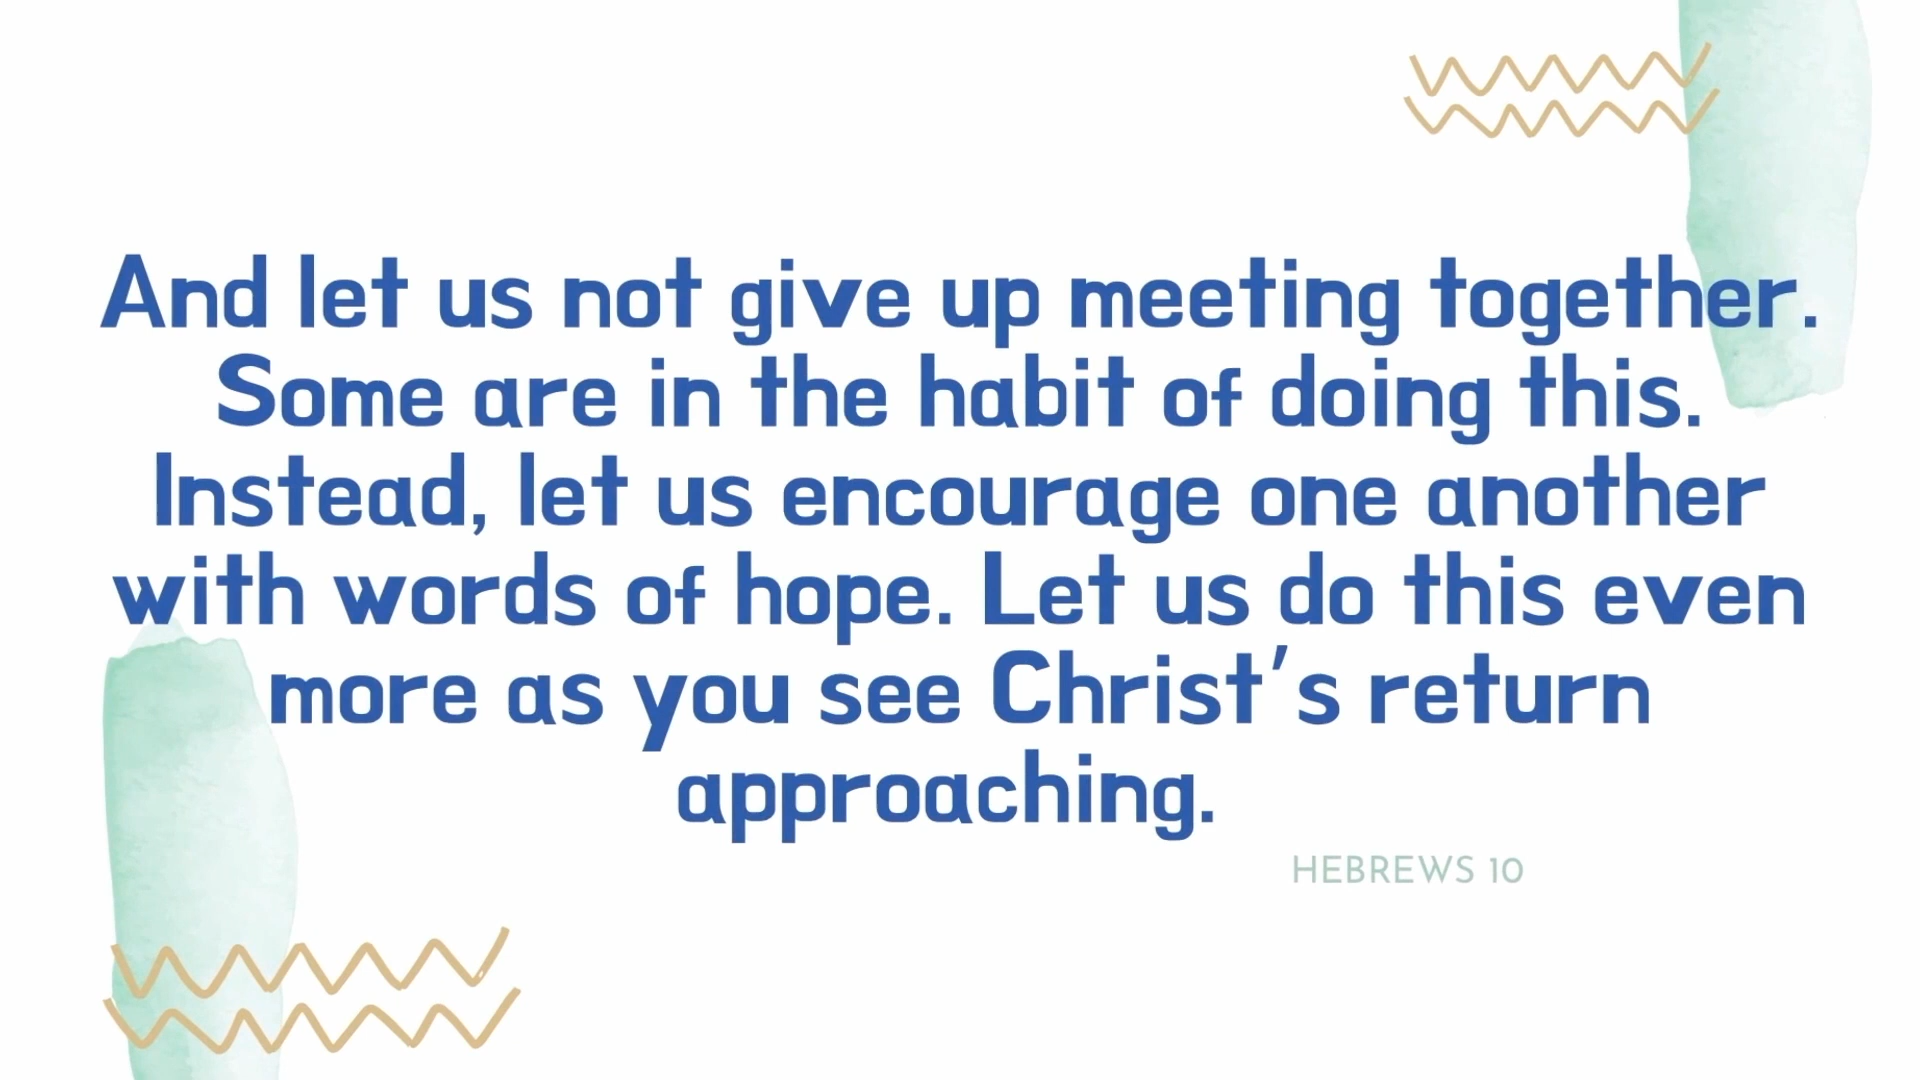 And let us not give up meeting together.
Some are in the habit of doing this.
Instead, let us encourage one another
with words of hope. Let us do this even
more as you see Christ's return
approaching.
HEBREWS 10